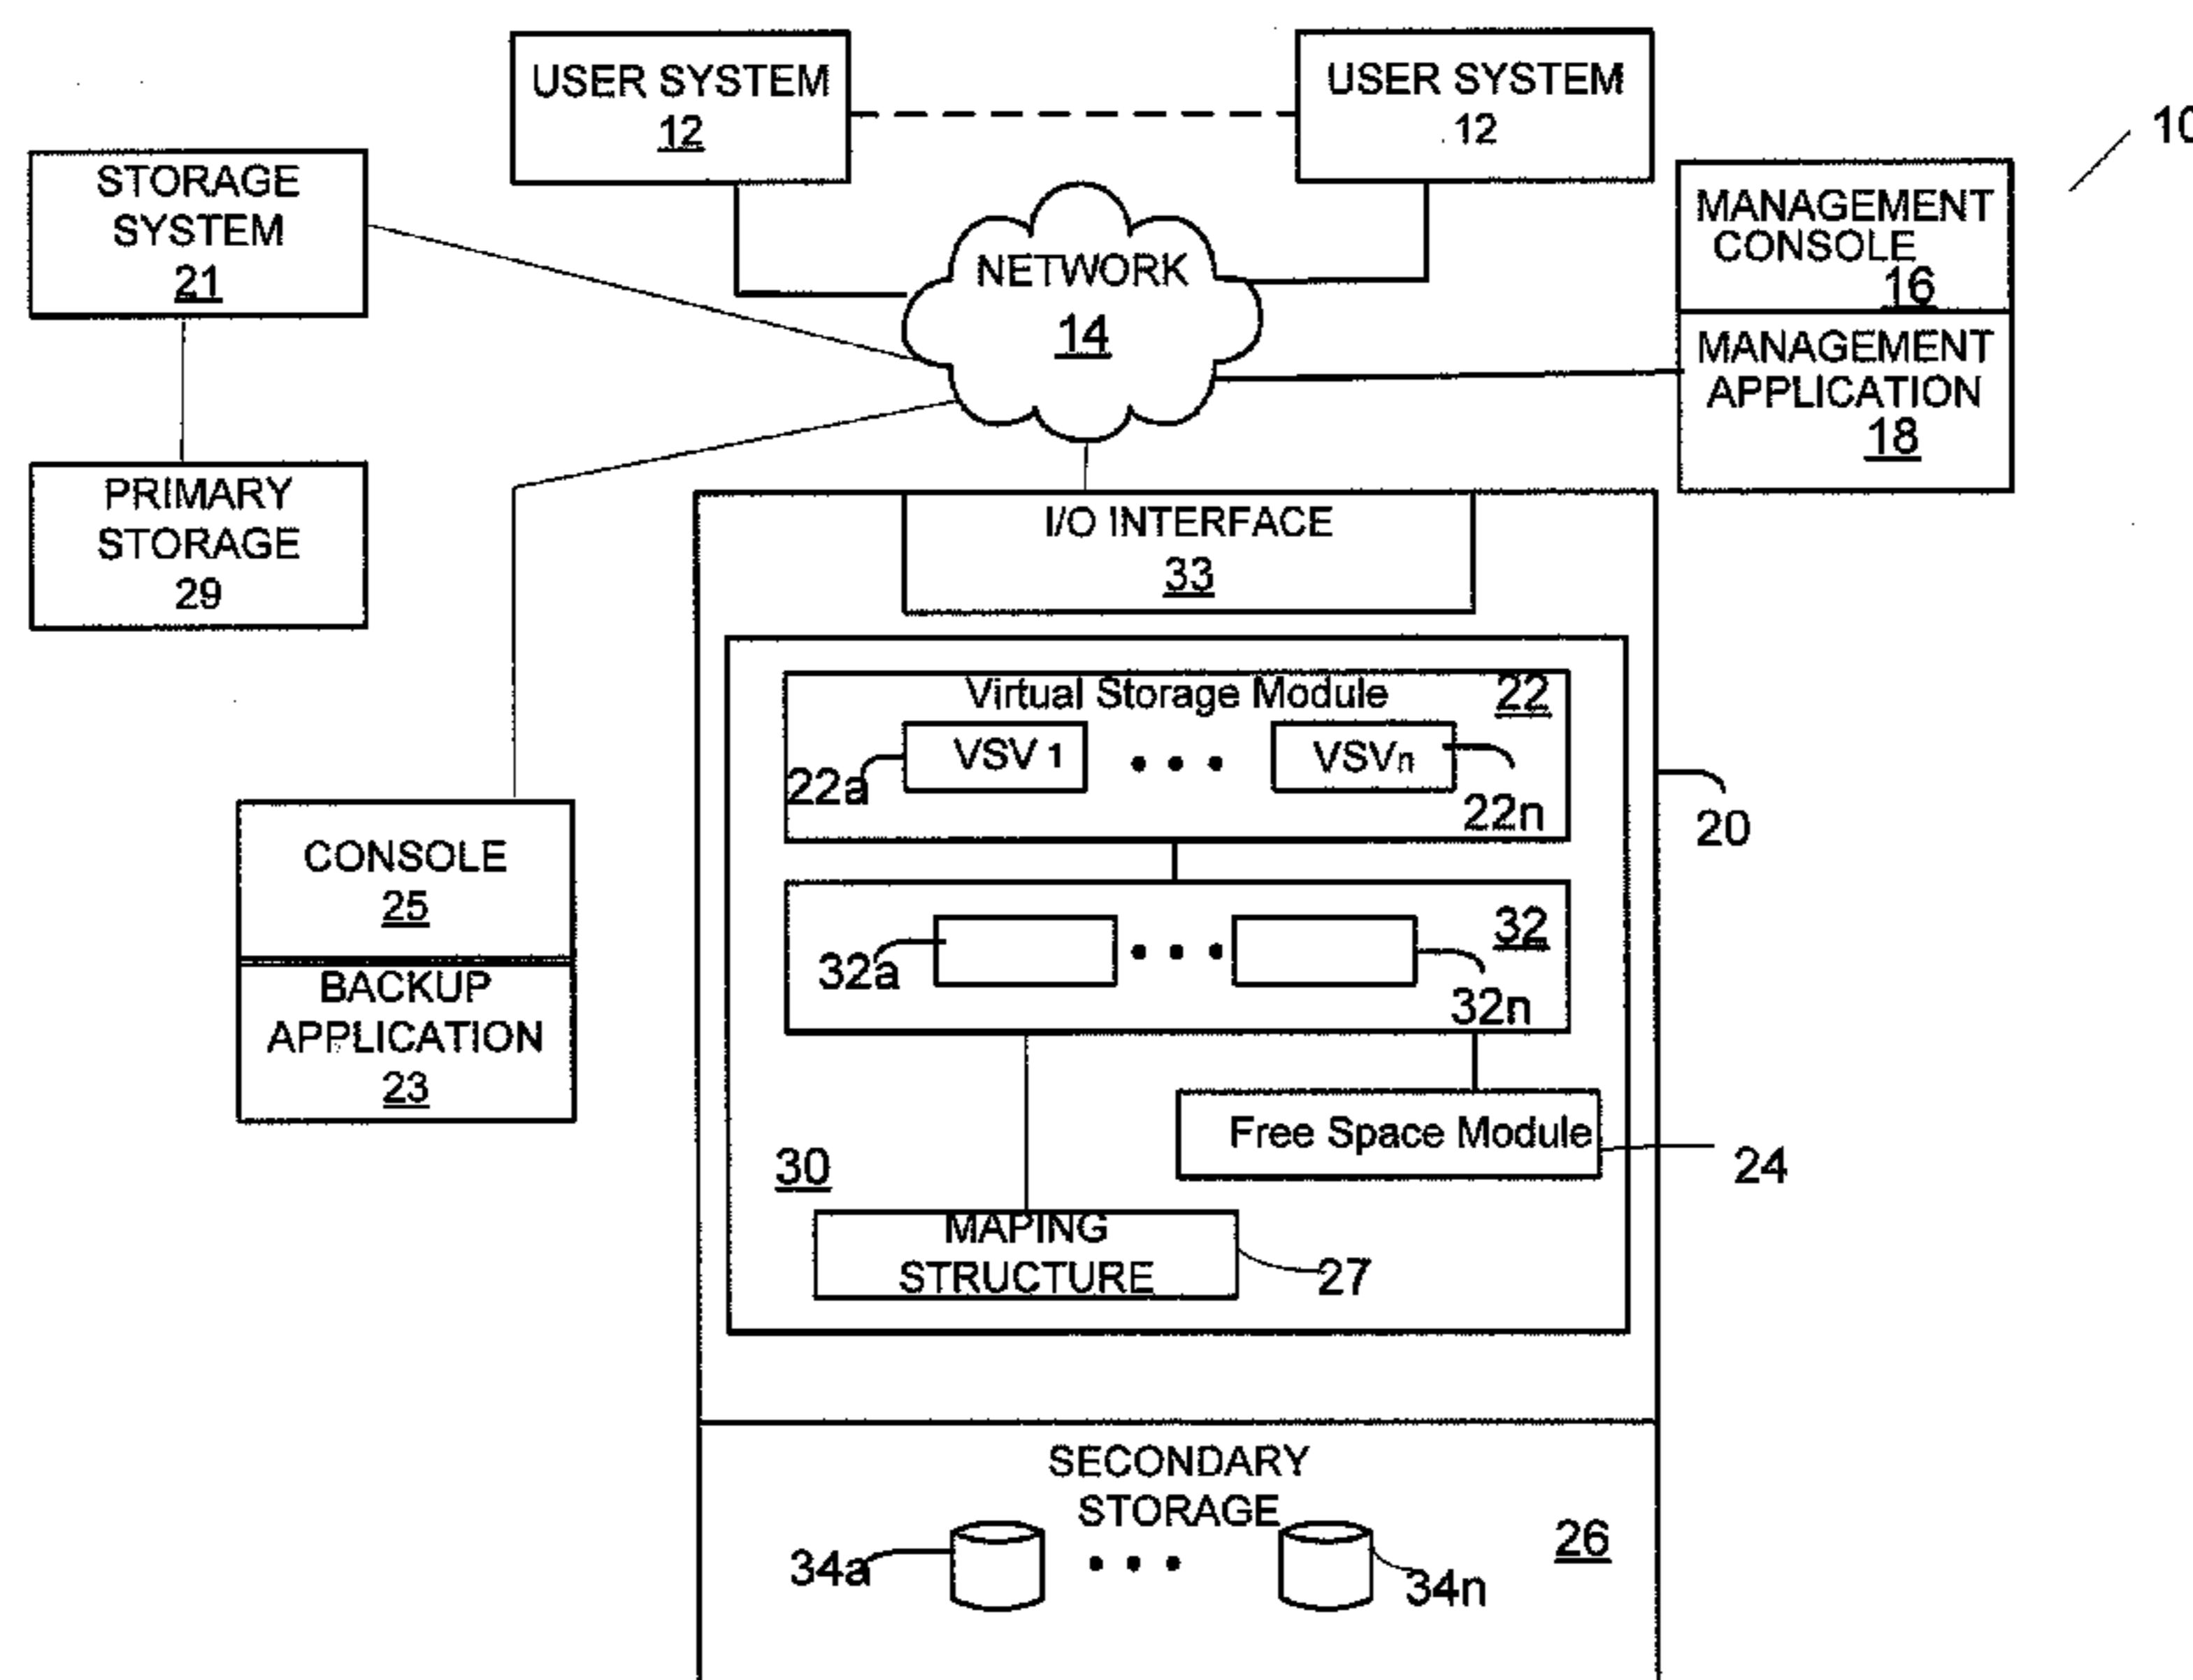 USER SYSTEM
12
USER SYSTEM
12
10
STORAGE
SYSTEM
21
MANAGEMENT
CONSOLE
16
MANAGEMENT
APPLICATION
18
NETWORK
14
PRIMARY
STORAGE
29
I/O INTERFACE
33
Virtual Storage Module
22
VSV 1
VSVn
22a
22n
20
CONSOLE
25
BACKUP
APPLICATION
23
32
32a
32n
Free Space Module
24
30
MAPING
STRUCTURE
27
SECONDARY
STORAGE
26
34a
34n